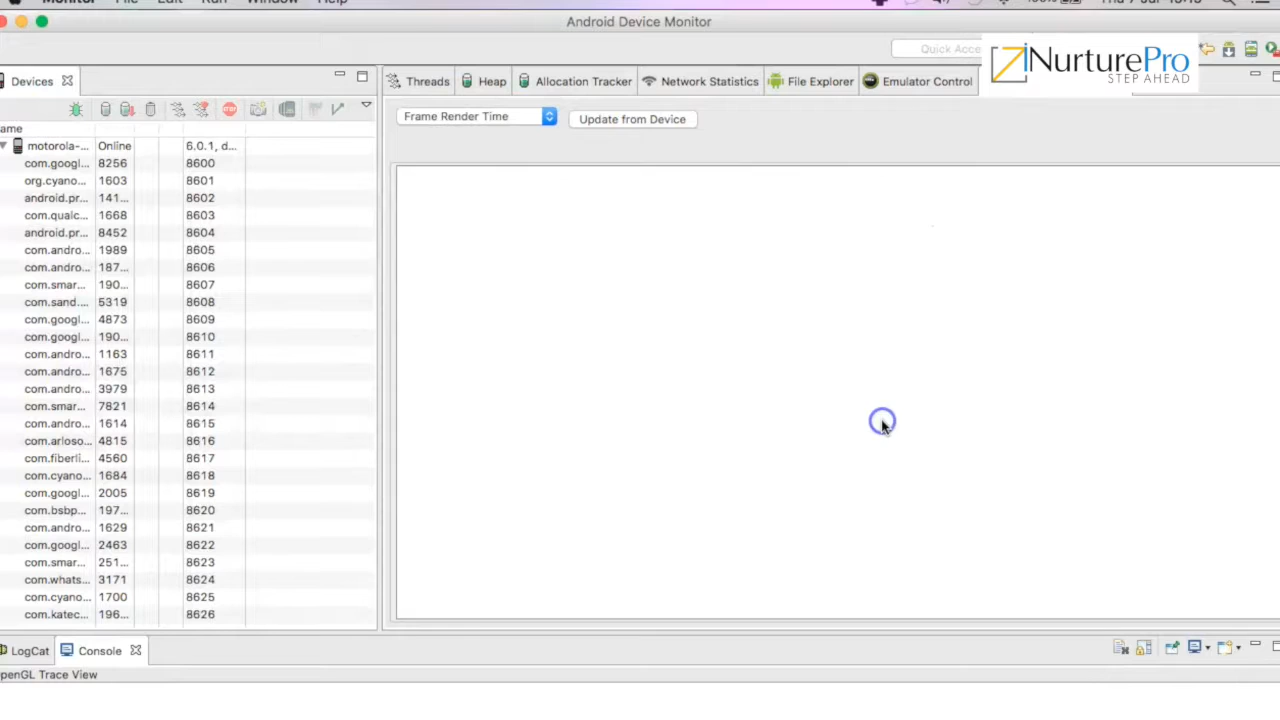 Android Device Monitor
Quick Acce
iNurturePro
STEP AHEAD
Devices
Threads
Heap
Allocation Tracker
Network Statistics
File Explorer
Emulator Control
Frame Render Time
Update from Device
ame
motorola-... Online 6.0.1, d...
com.googl... 8256 8600
org.cyano... 1603 8601
android.pr... 141... 8602
com.qualc... 1668 8603
android.pr... 8452 8604
com.andro... 1989 8605
com.andro... 187... 8606
com.smar... 190... 8607
com.sand.... 5319 8608
com.googl... 4873 8609
com.googl... 190... 8610
com.andro... 1163 8611
com.andro... 1675 8612
com.andro... 3979 8613
com.smar... 7821 8614
com.andro... 1614 8615
com.arloso... 4815 8616
com.fiberli... 4560 8617
com.cyano... 1684 8618
com.googl... 2005 8619
com.bsbp... 197... 8620
com.andro... 1629 8621
com.googl... 2463 8622
com.smar... 251... 8623
com.whats... 3171 8624
com.cyano... 1700 8625
com.katec... 196... 8626
LogCat
Console
penGL Trace View